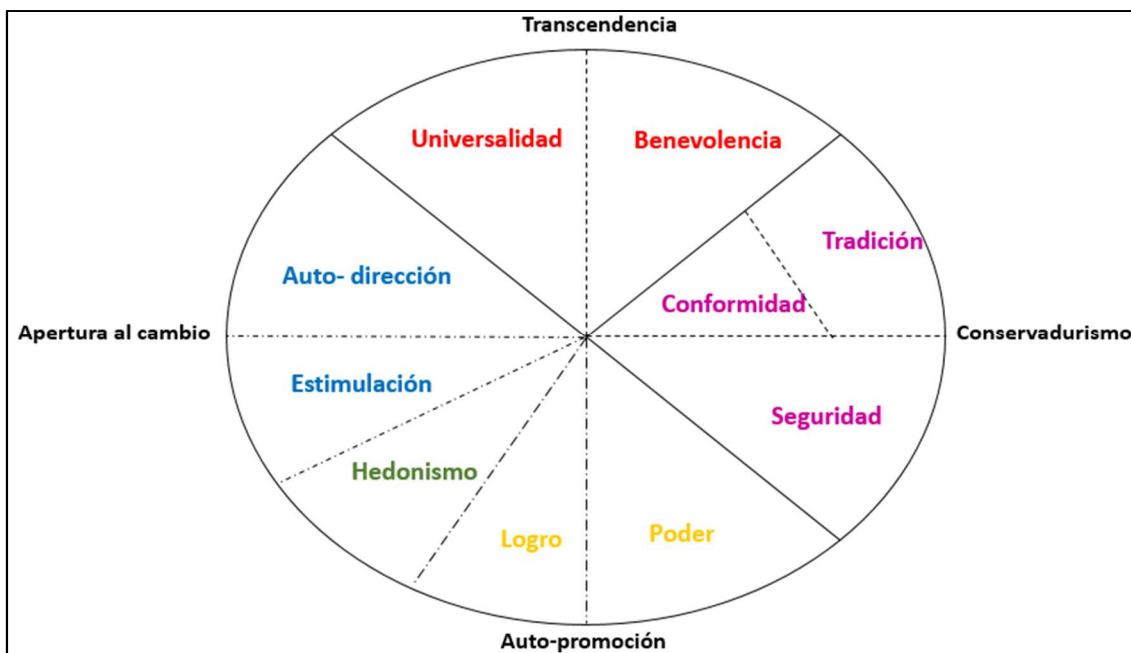 Transcendencia
Universalidad
Benevolencia
Tradición
Auto- dirección
Conformidad
Apertura al cambio
Conservadurismo
Estimulación
Seguridad
Hedonismo
Logro
Poder
Auto-promoción